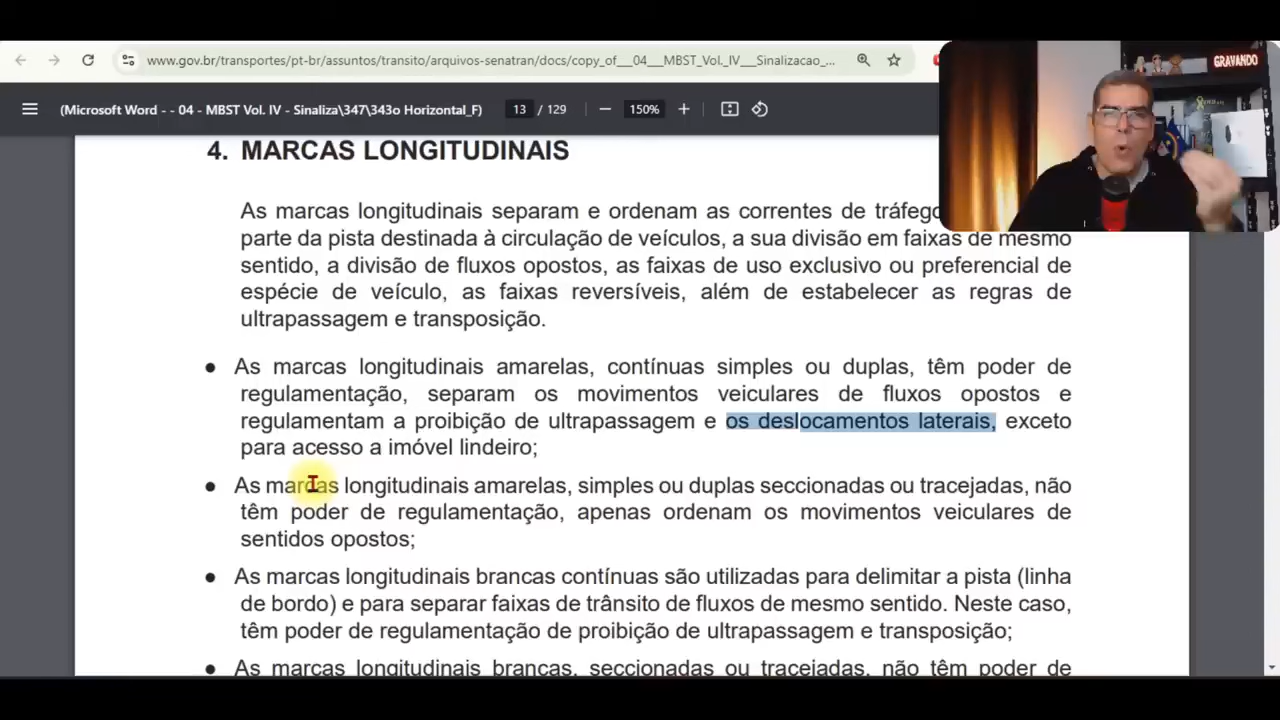 www.gov.br/transportes/pt-br/assuntos/transito/arquivos-senatran/docs/copy_of__04___MBST_Vol._IV___Sinalizacao_...
GRAVANDO
(Microsoft Word - - 04 - MBST Vol. IV - Sinaliza\347\343o Horizontal_F) 13 / 129 150%
4. MARCAS LONGITUDINAIS
As marcas longitudinais separam e ordenam as correntes de tráfego
parte da pista destinada à circulação de veículos, a sua divisão em faixas de mesmo
sentido, a divisão de fluxos opostos, as faixas de uso exclusivo ou preferencial de
espécie de veículo, as faixas reversíveis, além de estabelecer as regras de
ultrapassagem e transposição.
● As marcas longitudinais amarelas, contínuas simples ou duplas, têm poder de
regulamentação, separam os movimentos veiculares de fluxos opostos e
regulamentam a proibição de ultrapassagem e os deslocamentos laterais, exceto
para acesso a imóvel lindeiro;
● As marcas longitudinais amarelas, simples ou duplas seccionadas ou tracejadas, não
têm poder de regulamentação, apenas ordenam os movimentos veiculares de
sentidos opostos;
● As marcas longitudinais brancas contínuas são utilizadas para delimitar a pista (linha
de bordo) e para separar faixas de trânsito de fluxos de mesmo sentido. Neste caso,
têm poder de regulamentação de proibição de ultrapassagem e transposição;
● As marcas longitudinais brancas, seccionadas ou tracejadas, não têm poder de